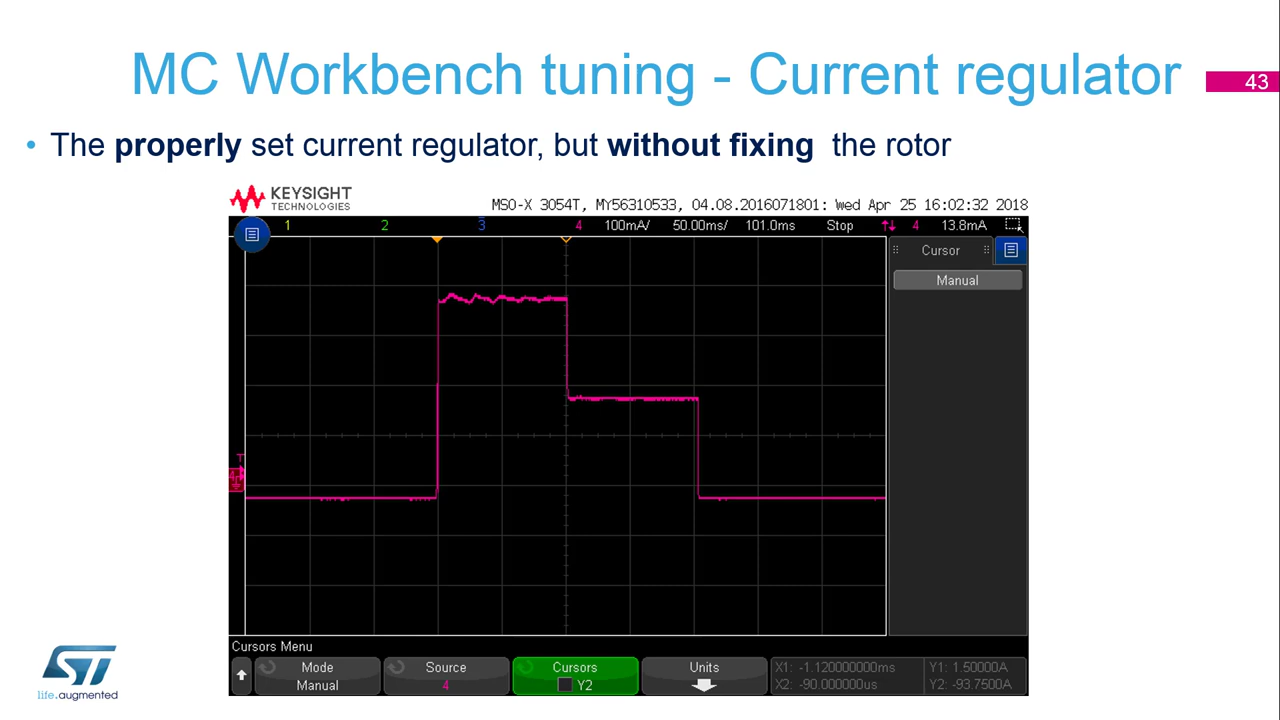 MC Workbench tuning - Current regulator
43
• The properly set current regulator, but without fixing the rotor
KEYSIGHT
TECHNOLOGIES
MSO-X 3054T, MY56310533, 04.08.2016071801: Wed Apr 25 16:02:32 2018
1 2 3 4 100mA/ 50.00ms/ 101.0ms Stop 4 13.8mA
Cursor
Manual
T
4
Cursors Menu
Mode
Manual
Source
4
Cursors
Y2
Units
X1: -1.120000000ms
X2: -90.000000us
Y1: 1.50000A
Y2: -93.7500A
ST
life.augmented